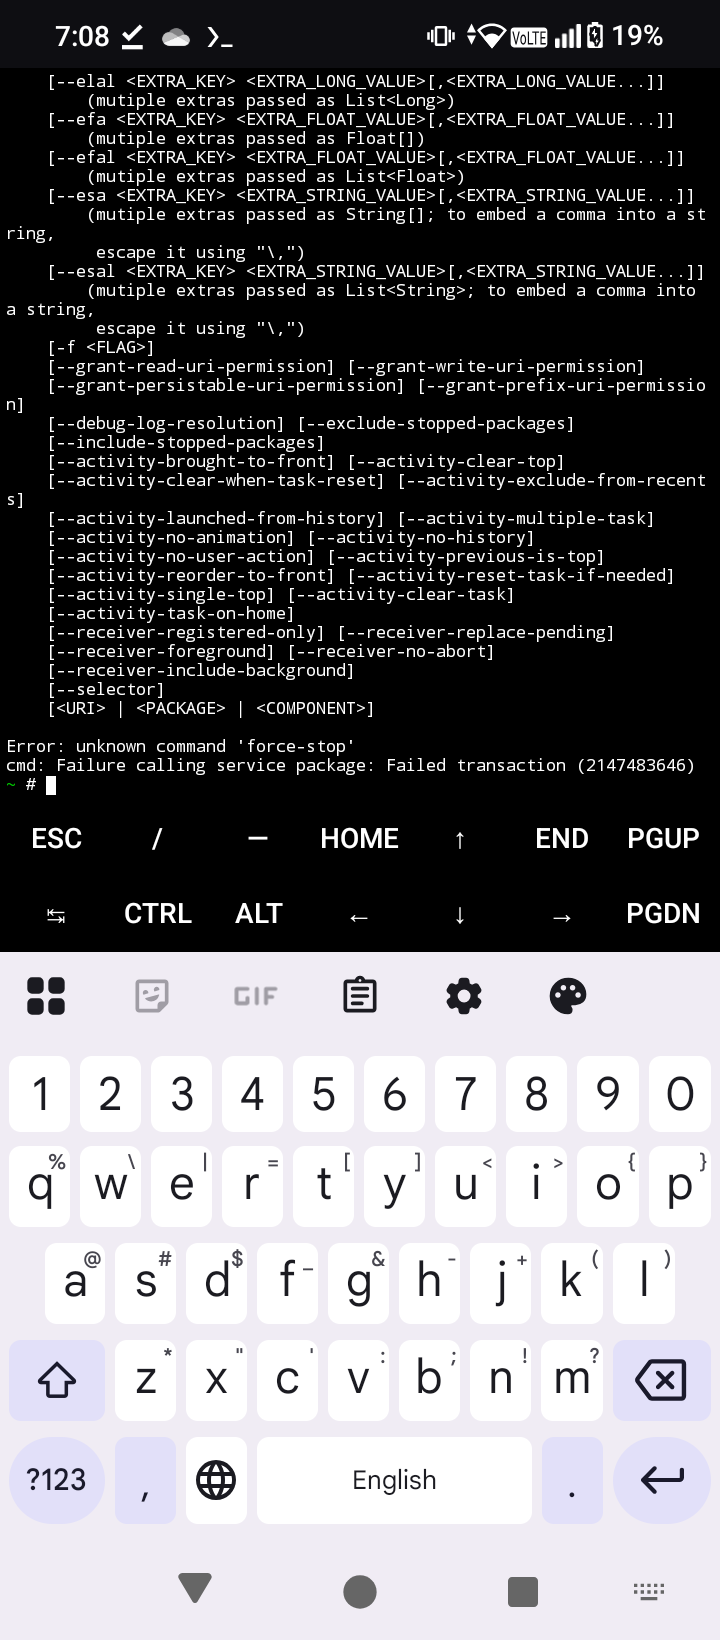 7:08 VoLTE 19%
[--elal <EXTRA_KEY> <EXTRA_LONG_VALUE>[,<EXTRA_LONG_VALUE...]]
(mutiple extras passed as List<Long>)
[--efa <EXTRA_KEY> <EXTRA_FLOAT_VALUE>[,<EXTRA_FLOAT_VALUE...]]
(mutiple extras passed as Float[])
[--efal <EXTRA_KEY> <EXTRA_FLOAT_VALUE>[,<EXTRA_FLOAT_VALUE...]]
(mutiple extras passed as List<Float>)
[--esa <EXTRA_KEY> <EXTRA_STRING_VALUE>[,<EXTRA_STRING_VALUE...]]
(mutiple extras passed as String[]; to embed a comma into a st
ring,
escape it using "\,")
[--esal <EXTRA_KEY> <EXTRA_STRING_VALUE>[,<EXTRA_STRING_VALUE...]]
(mutiple extras passed as List<String>; to embed a comma into
a string,
escape it using "\,")
[-f <FLAG>]
[--grant-read-uri-permission] [--grant-write-uri-permission]
[--grant-persistable-uri-permission] [--grant-prefix-uri-permissio
n]
[--debug-log-resolution] [--exclude-stopped-packages]
[--include-stopped-packages]
[--activity-brought-to-front] [--activity-clear-top]
[--activity-clear-when-task-reset] [--activity-exclude-from-recent
s]
[--activity-launched-from-history] [--activity-multiple-task]
[--activity-no-animation] [--activity-no-history]
[--activity-no-user-action] [--activity-previous-is-top]
[--activity-reorder-to-front] [--activity-reset-task-if-needed]
[--activity-single-top] [--activity-clear-task]
[--activity-task-on-home]
[--receiver-registered-only] [--receiver-replace-pending]
[--receiver-foreground] [--receiver-no-abort]
[--receiver-include-background]
[--selector]
[<URI> | <PACKAGE> | <COMPONENT>]
Error: unknown command 'force-stop'
cmd: Failure calling service package: Failed transaction (2147483646)
~ #
ESC / — HOME ↑ END PGUP
↹ CTRL ALT ← ↓ → PGDN
GIF
1 2 3 4 5 6 7 8 9 0
q % w \ e | r = t [ y ] u < i > o { p }
a @ s # d $ f _ g & h - j + k ( l )
z * x " c ' v : b ; n ! m ?
?123 , English .